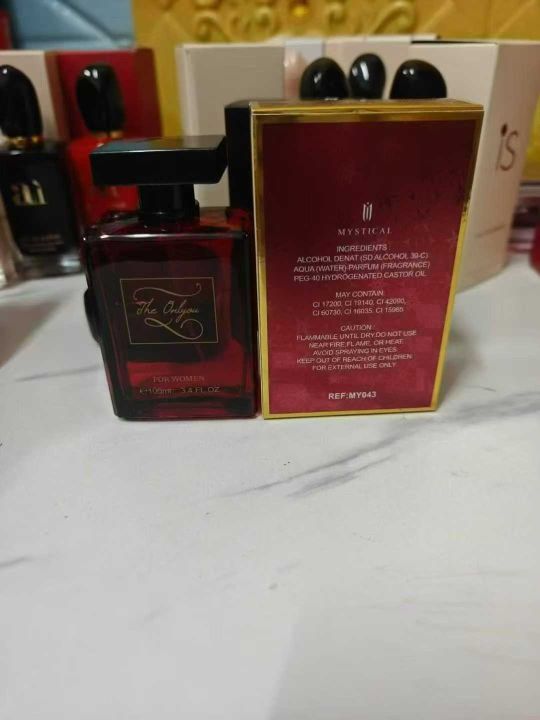 The Onlyou
FOR WOMEN
100ml 3.4 FL.OZ
MYSTICAL
INGREDIENTS:
ALCOHOL DENAT (SD ALCOHOL 39-C)
AQUA (WATER)-PARFUM (FRAGRANCE)
PEG-40 HYDROGENATED CASTOR OIL
MAY CONTAIN:
CI 17200, CI 19140, CI 42090,
CI 60730, CI 16035, CI 15985
CAUTION:
FLAMMABLE UNTIL DRY.DO NOT USE
NEAR FIRE,FLAME, OR HEAT.
AVOID SPRAYING IN EYES.
KEEP OUT OF REACH OF CHILDREN
FOR EXTERNAL USE ONLY
REF:MY043